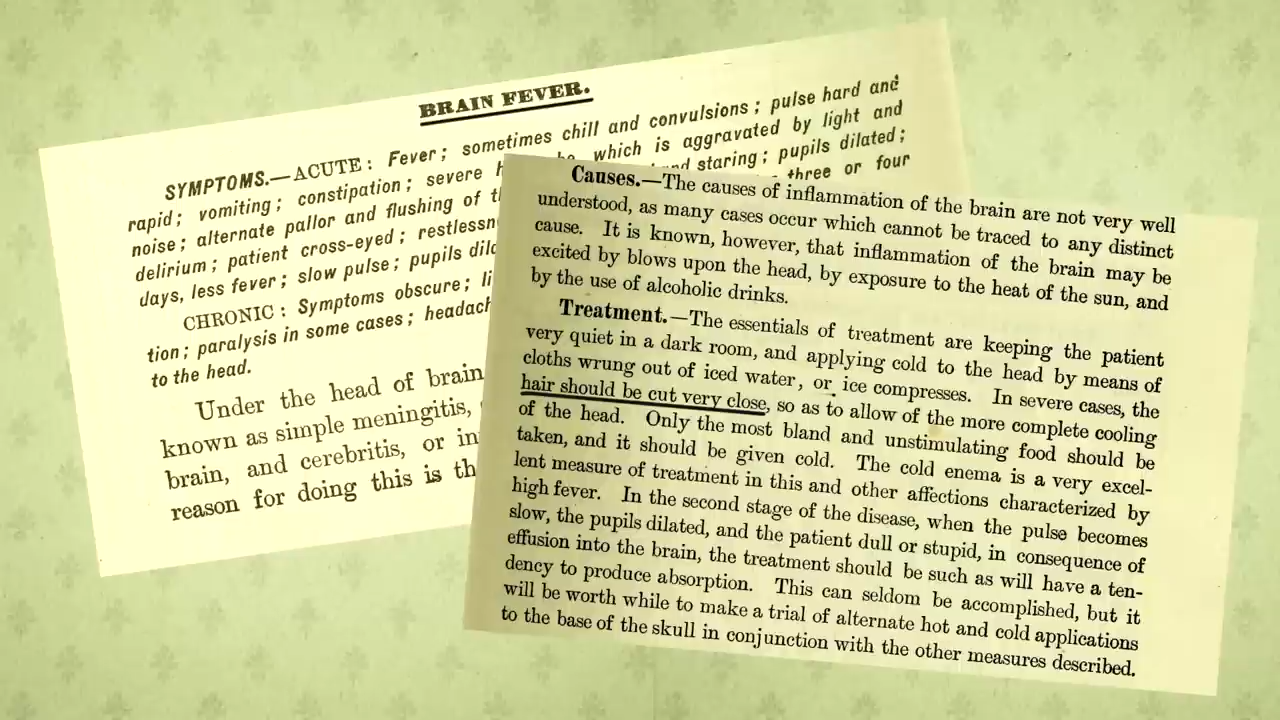 BRAIN FEVER.
SYMPTOMS.—ACUTE: Fever; sometimes chill and convulsions; pulse hard and
rapid; vomiting; constipation; severe which is aggravated by light and
noise; alternate pallor and flushing of staring; pupils dilated;
delirium; patient cross-eyed; three or four
days, less fever; slow pulse; pupils
CHRONIC: Symptoms obscure;
tion; paralysis in some cases;
to the head.
Under the head of brain
known as simple meningitis,
brain, and cerebritis, or
reason for doing this is
Causes.—The causes of inflammation of the brain are not very well
understood, as many cases occur which cannot be traced to any distinct
cause. It is known, however, that inflammation of the brain may be
excited by blows upon the head, by exposure to the heat of the sun, and
by the use of alcoholic drinks.
Treatment.—The essentials of treatment are keeping the patient
very quiet in a dark room, and applying cold to the head by means of
cloths wrung out of iced water, or ice compresses. In severe cases, the
hair should be cut very close, so as to allow of the more complete cooling
of the head. Only the most bland and unstimulating food should be
taken, and it should be given cold. The cold enema is a very excel-
lent measure of treatment in this and other affections characterized by
high fever. In the second stage of the disease, when the pulse becomes
slow, the pupils dilated, and the patient dull or stupid, in consequence of
effusion into the brain, the treatment should be such as will have a ten-
dency to produce absorption. This can seldom be accomplished, but it
will be worth while to make a trial of alternate hot and cold applications
to the base of the skull in conjunction with the other measures described.